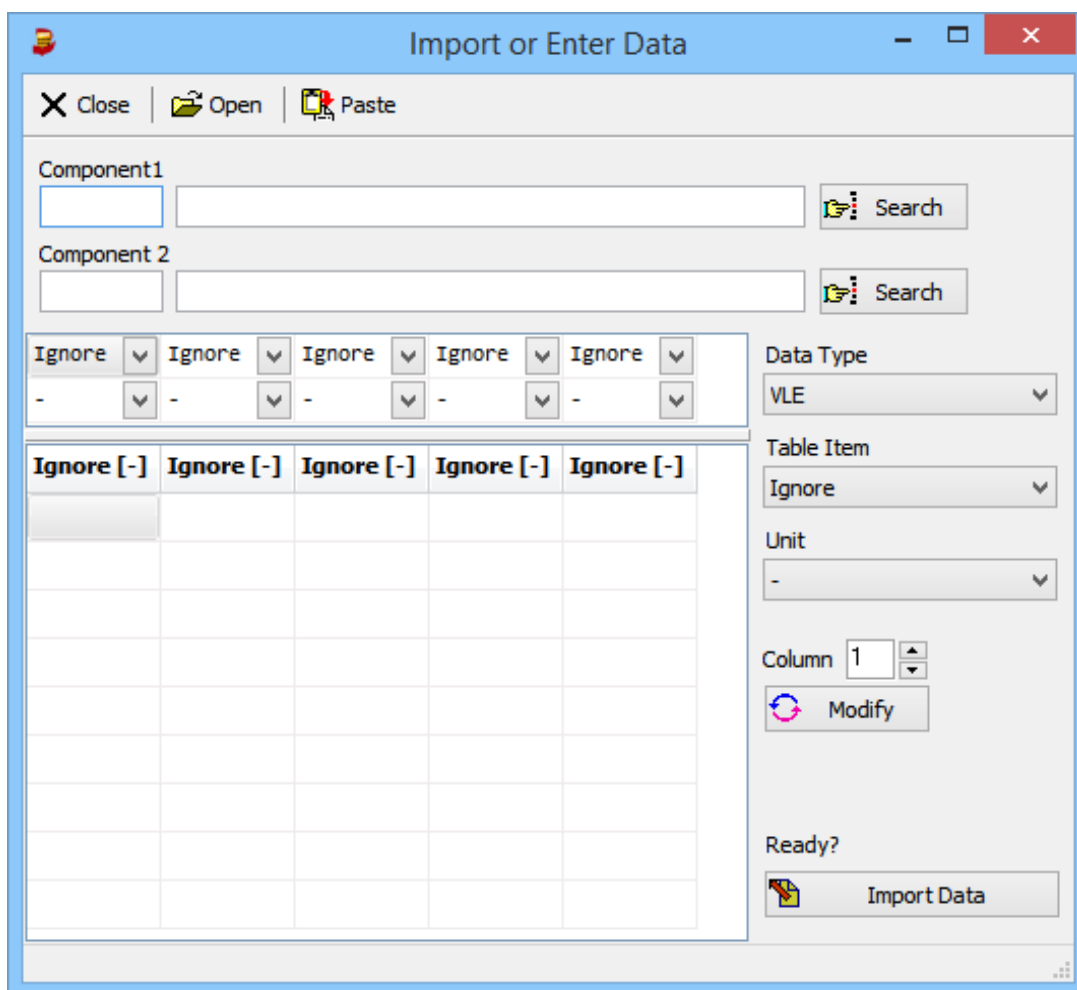 Import or Enter Data
Close Open Paste
Component1
Search
Component 2
Search
Ignore Ignore Ignore Ignore Ignore
- - - - -
Ignore [-] Ignore [-] Ignore [-] Ignore [-] Ignore [-]
Data Type
VLE
Table Item
Ignore
Unit
-
Column 1
Modify
Ready?
Import Data